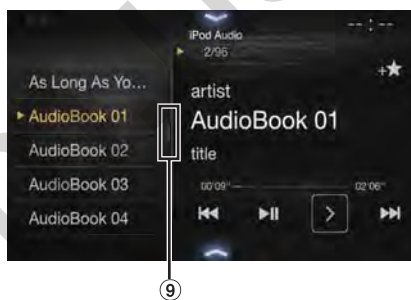 iPod Audio
--:--
2/96
As Long As Yo...
AudioBook 01
AudioBook 02
AudioBook 03
AudioBook 04
artist
AudioBook 01
title
00'09"
02'06"
9